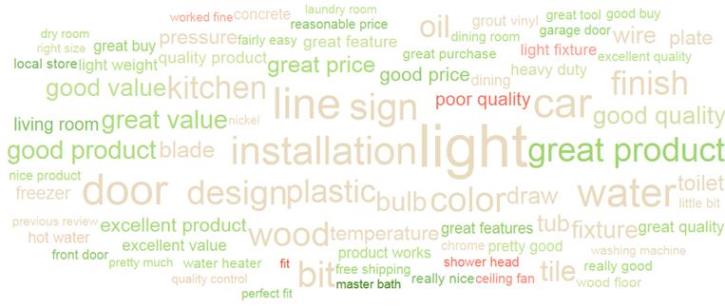 laundry room
worked fine concrete reasonable price oil grout vinyl great tool good buy
dry room pressure fairly easy great feature dining room garage door wire plate
right size great buy great purchase light fixture excellent quality
local store light weight quality product great price good price dining heavy duty finish
good value kitchen line sign poor quality car good quality
living room great value nickel
good product blade installation light great product
nice product
freezer door design plastic bulb color draw water toilet
little bit
previous review excellent product wood temperature great features tub fixture great quality
hot water excellent value chrome pretty good washing machine
front door product works
pretty much water heater fit bit free shipping shower head tile really good
quality control master bath really nice ceiling fan wood floor
perfect fit